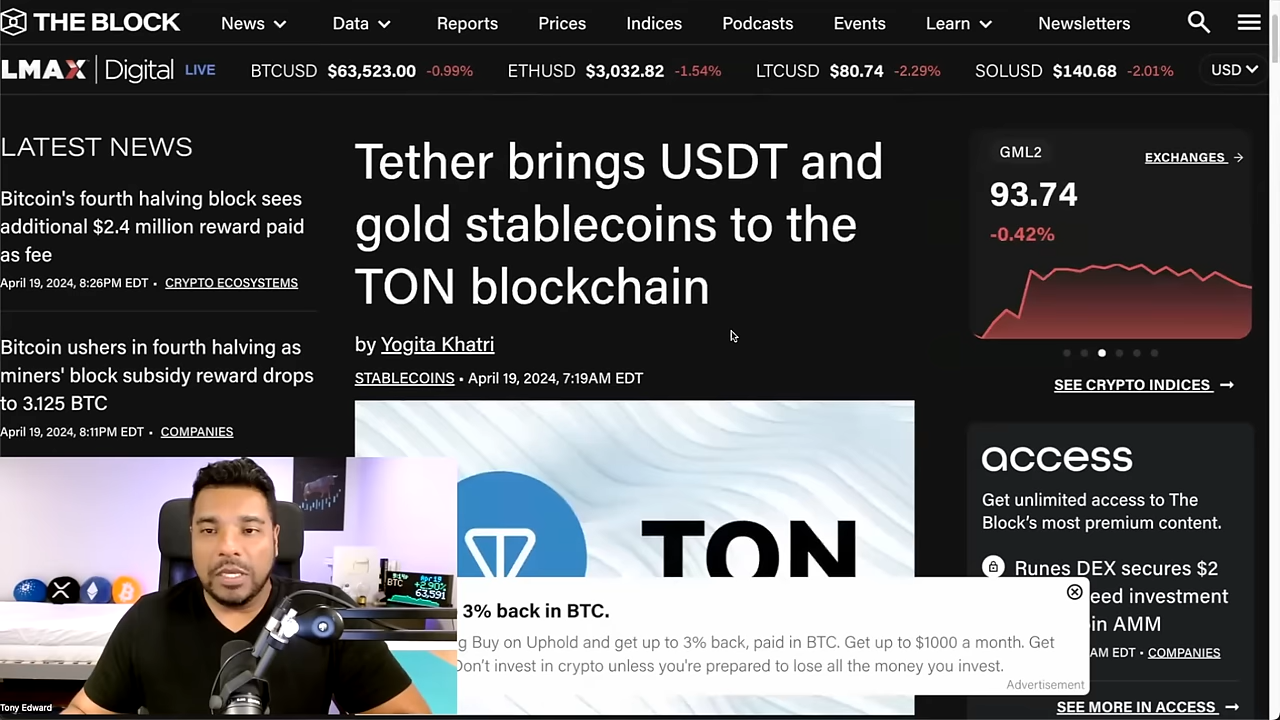 THE BLOCK
News
Data
Reports
Prices
Indices
Podcasts
Events
Learn
Newsletters
LMAX Digital LIVE
BTCUSD $63,523.00 -0.99%
ETHUSD $3,032.82 -1.54%
LTCUSD $80.74 -2.29%
SOLUSD $140.68 -2.01%
USD
LATEST NEWS
Bitcoin's fourth halving block sees
additional $2.4 million reward paid
as fee
April 19, 2024, 8:26PM EDT • CRYPTO ECOSYSTEMS
Bitcoin ushers in fourth halving as
miners' block subsidy reward drops
to 3.125 BTC
April 19, 2024, 8:11PM EDT • COMPANIES
Tether brings USDT and
gold stablecoins to the
TON blockchain
by Yogita Khatri
STABLECOINS • April 19, 2024, 7:19AM EDT
TON
GML2
EXCHANGES →
93.74
-0.42%
SEE CRYPTO INDICES →
access
Get unlimited access to The
Block's most premium content.
Runes DEX secures $2
eed investment
in AMM
AM EDT • COMPANIES
SEE MORE IN ACCESS →
3% back in BTC.
g Buy on Uphold and get up to 3% back, paid in BTC. Get up to $1000 a month. Get
Don't invest in crypto unless you're prepared to lose all the money you invest.
Advertisement
BTC
+2.90%
63,591
Tony Edward